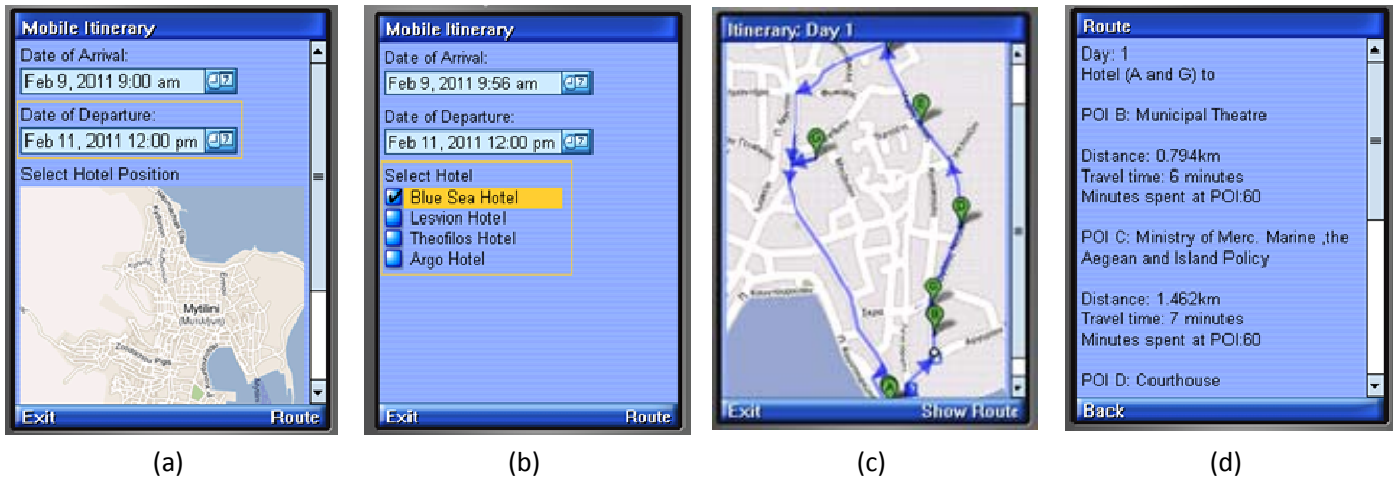 Mobile Itinerary
Date of Arrival:
Feb 9, 2011 9:00 am
Date of Departure:
Feb 11, 2011 12:00 pm
Select Hotel Position
Mytilini
Exit Route
(a)
Mobile Itinerary
Date of Arrival:
Feb 9, 2011 9:56 am
Date of Departure:
Feb 11, 2011 12:00 pm
Select Hotel
Blue Sea Hotel
Lesvion Hotel
Theofilos Hotel
Argo Hotel
Exit Route
(b)
Itinerary: Day 1
A
Exit Show Route
(c)
Route
Day: 1
Hotel (A and G) to
POI B: Municipal Theatre
Distance: 0.794km
Travel time: 6 minutes
Minutes spent at POI:60
POI C: Ministry of Merc. Marine ,the
Aegean and Island Policy
Distance: 1.462km
Travel time: 7 minutes
Minutes spent at POI:60
POI D: Courthouse
Back
(d)